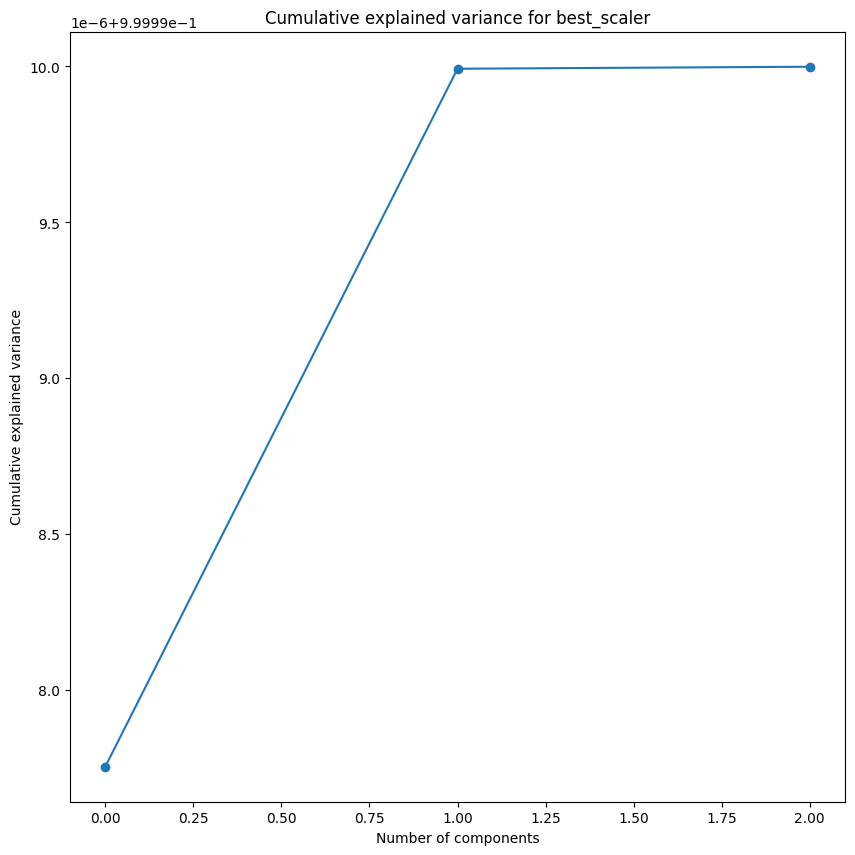 Cumulative explained variance for best_scaler
1e−6+9.9999e−1
10.0
9.5
9.0
8.5
8.0
Cumulative explained variance
0.00 0.25 0.50 0.75 1.00 1.25 1.50 1.75 2.00
Number of components